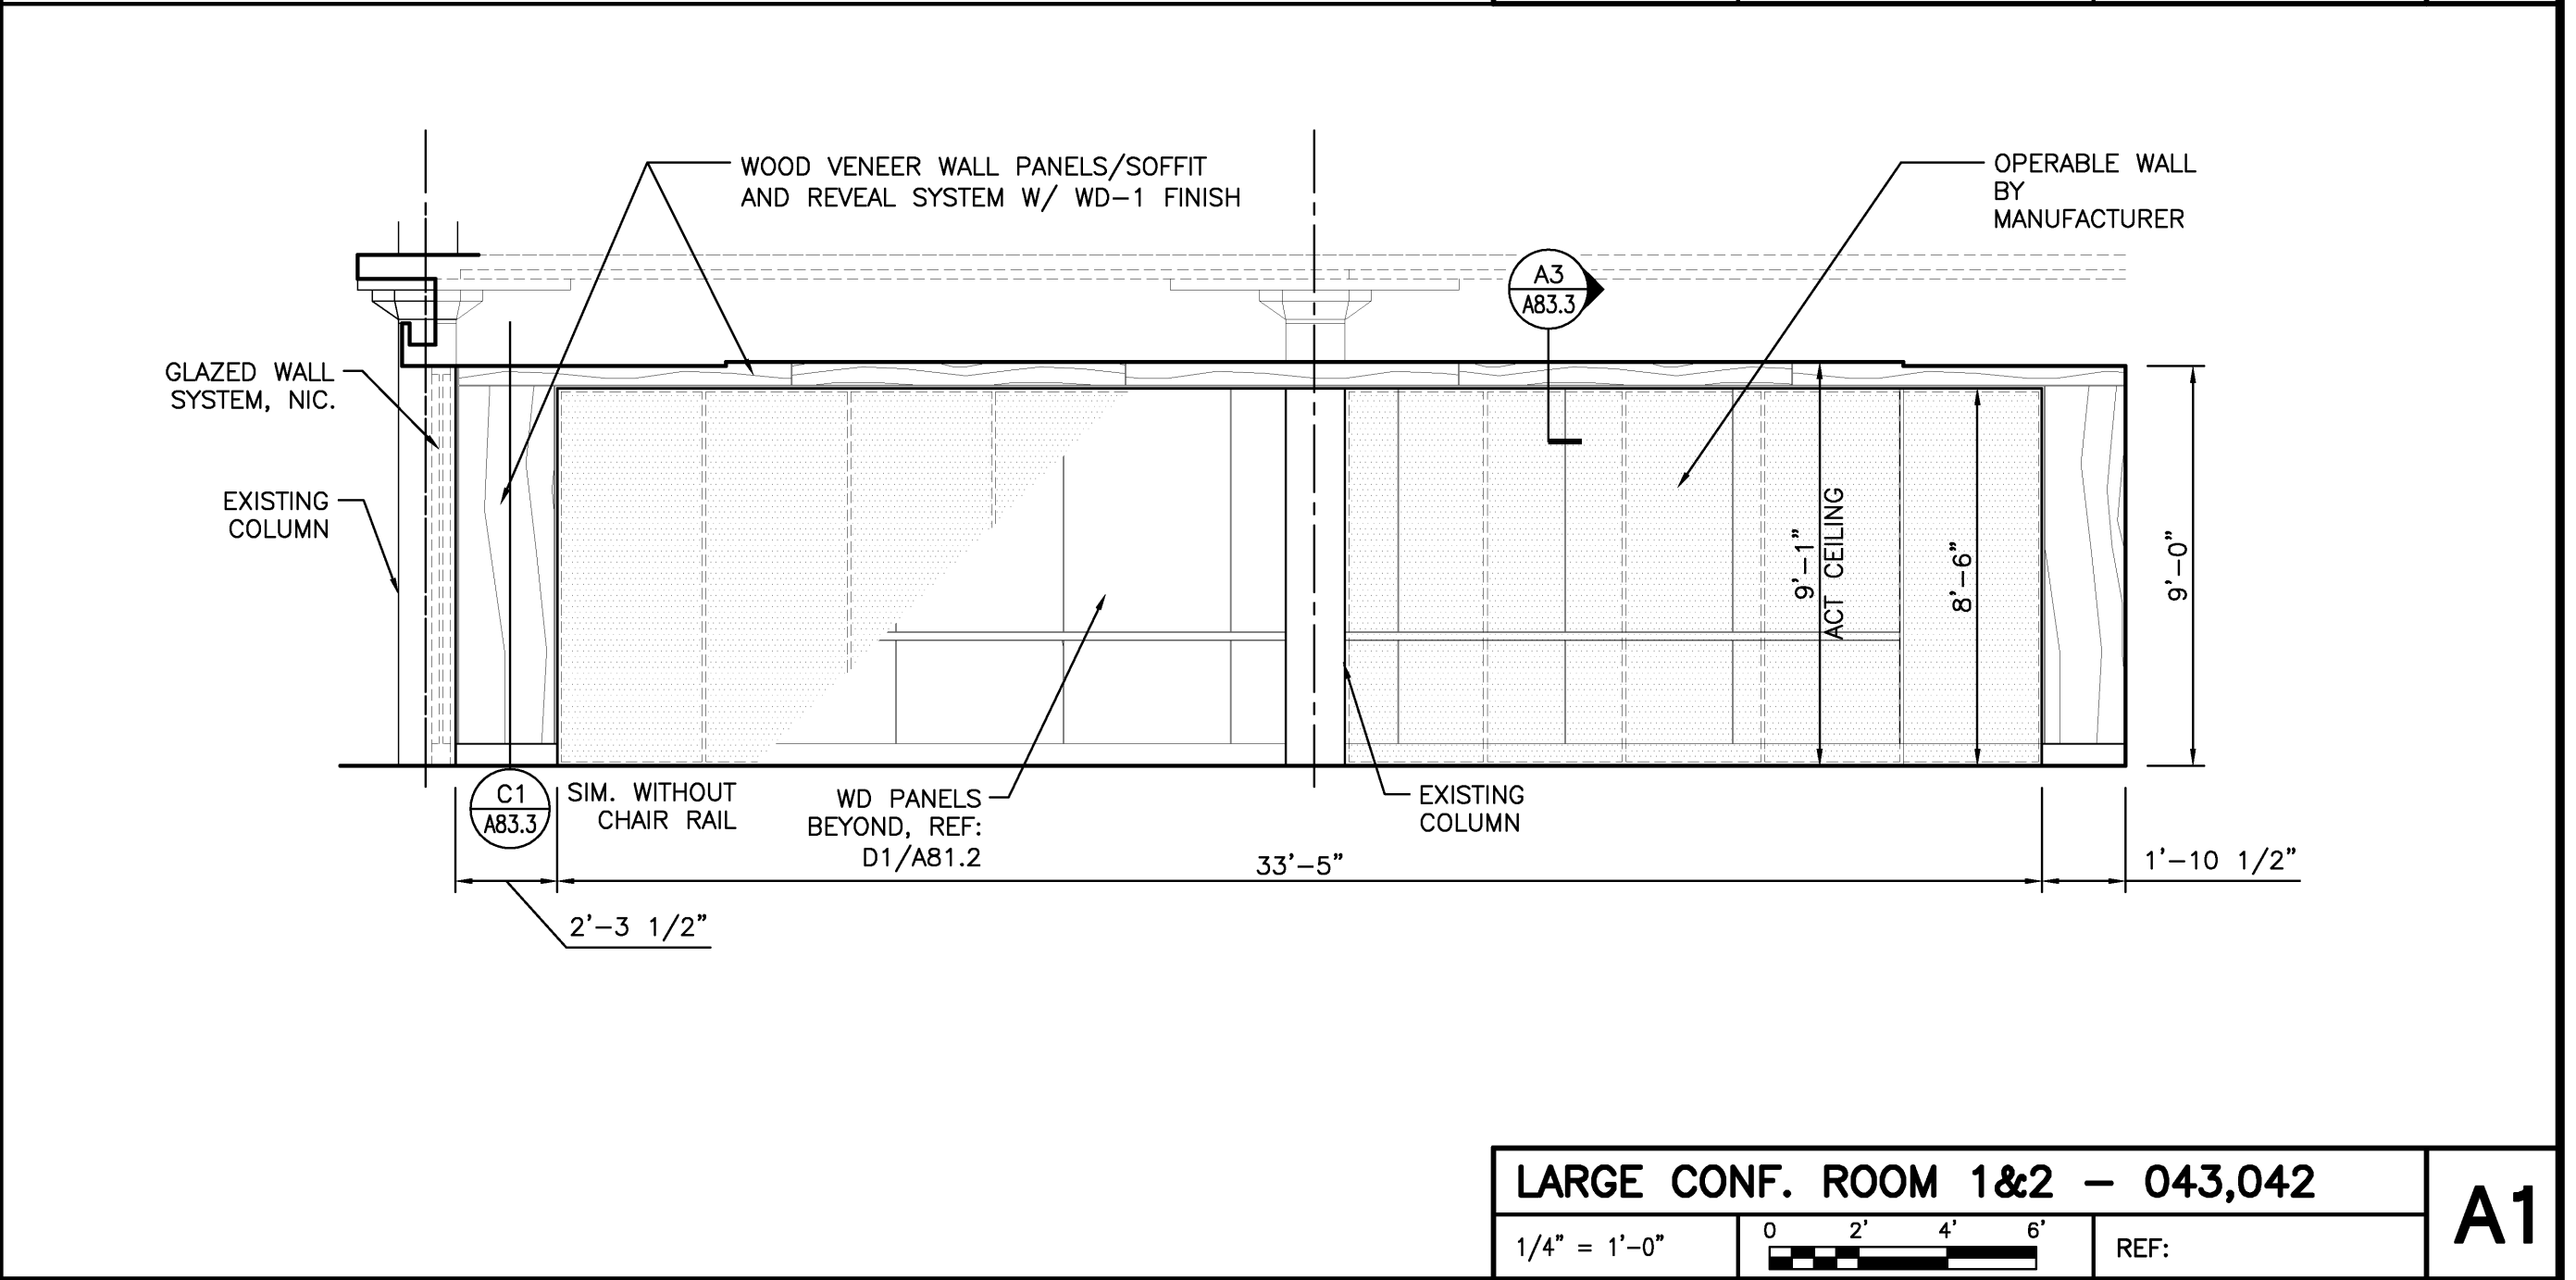 WOOD VENEER WALL PANELS/SOFFIT
AND REVEAL SYSTEM W/ WD-1 FINISH
OPERABLE WALL
BY
MANUFACTURER
A3
A83.3
GLAZED WALL
SYSTEM, NIC.
EXISTING
COLUMN
9'-1"
ACT CEILING
8'-6"
9'-0"
C1
A83.3
SIM. WITHOUT
CHAIR RAIL
WD PANELS
BEYOND, REF:
D1/A81.2
EXISTING
COLUMN
33'-5"
1'-10 1/2"
2'-3 1/2"
LARGE CONF. ROOM 1&2 - 043,042
A1
1/4" = 1'-0"
0 2' 4' 6'
REF: